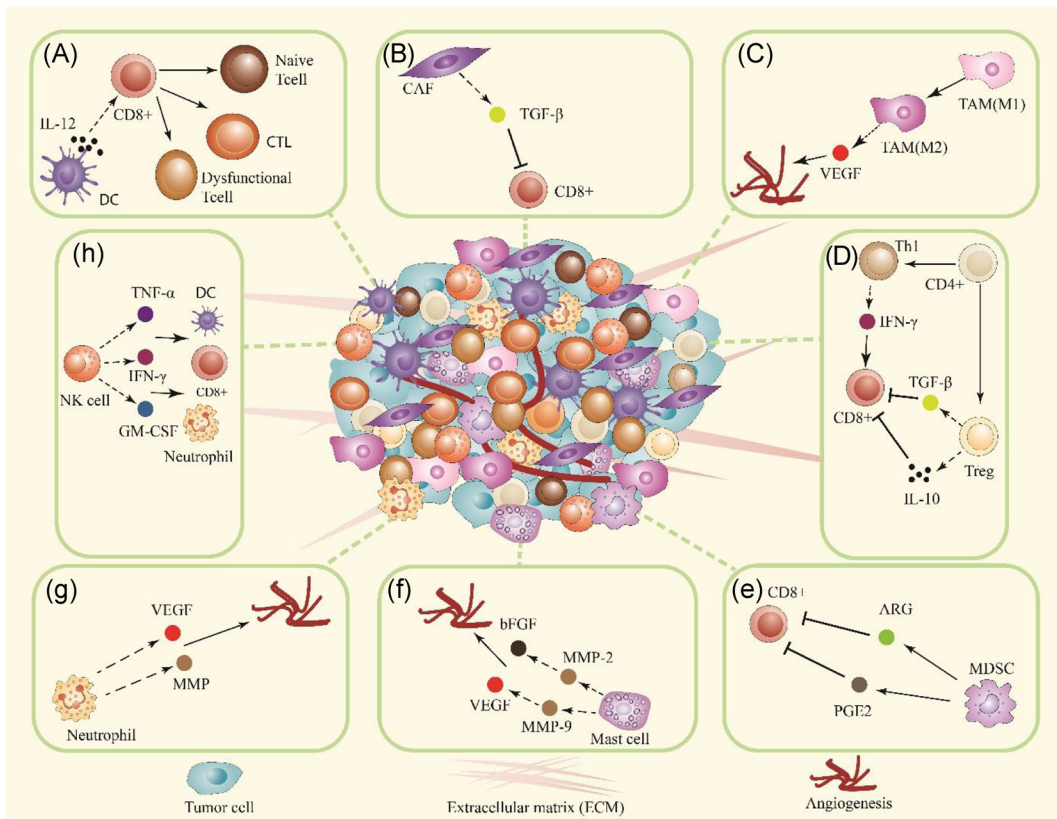 (A)
Naive
Tcell
IL-12
CD8+
CTL
DC
Dysfunctional
Tcell
(B)
CAF
TGF-β
CD8+
(C)
TAM(M1)
TAM(M2)
VEGF
(h)
TNF-α
DC
NK cell
IFN-γ
CD8+
GM-CSF
Neutrophil
(D)
Th1
CD4+
IFN-γ
TGF-β
CD8+
Treg
IL-10
(g)
VEGF
MMP
Neutrophil
(f)
bFGF
MMP-2
VEGF
MMP-9
Mast cell
(e)
CD8+
ARG
MDSC
PGE2
Tumor cell
Extracellular matrix (ECM)
Angiogenesis